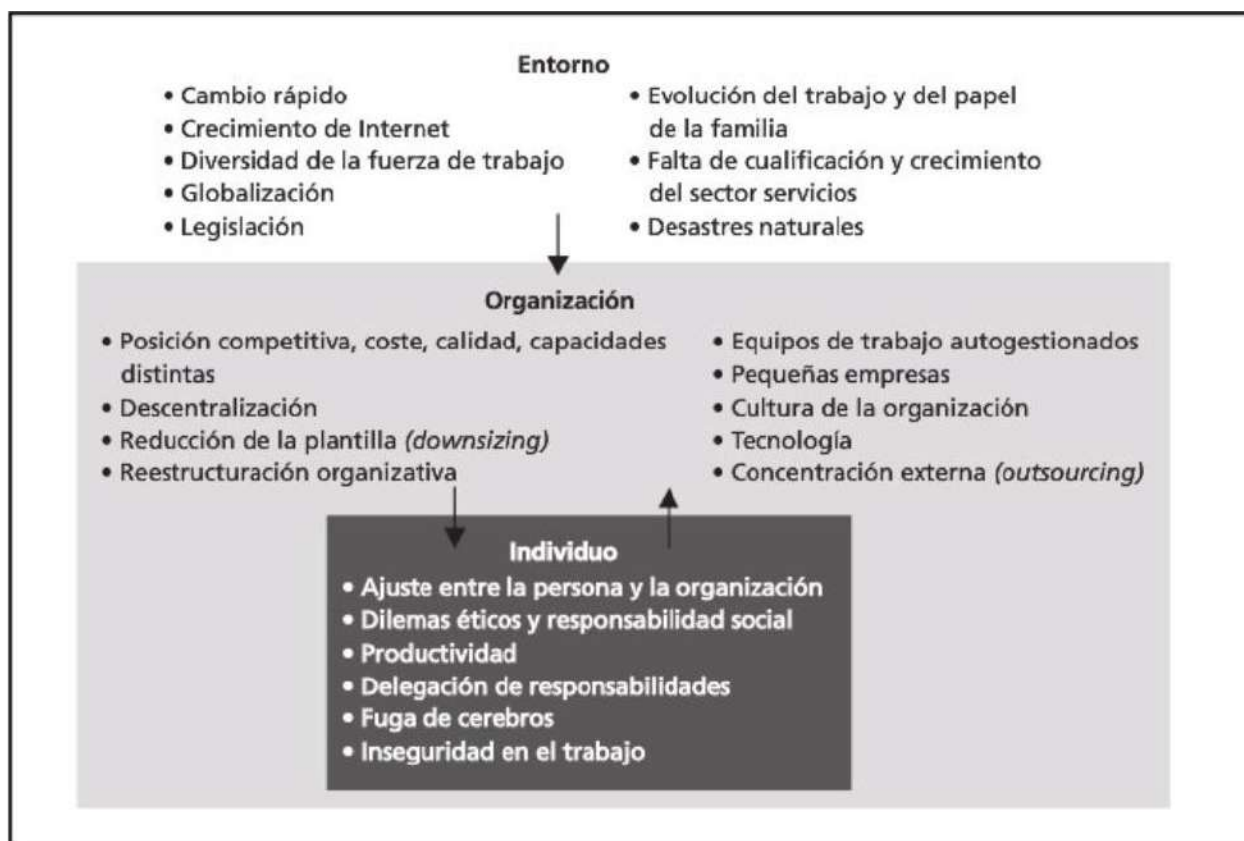 Entorno
• Cambio rápido
• Crecimiento de Internet
• Diversidad de la fuerza de trabajo
• Globalización
• Legislación
• Evolución del trabajo y del papel
de la familia
• Falta de cualificación y crecimiento
del sector servicios
• Desastres naturales
Organización
• Posición competitiva, coste, calidad, capacidades
distintas
• Descentralización
• Reducción de la plantilla (downsizing)
• Reestructuración organizativa
• Equipos de trabajo autogestionados
• Pequeñas empresas
• Cultura de la organización
• Tecnología
• Concentración externa (outsourcing)
Individuo
• Ajuste entre la persona y la organización
• Dilemas éticos y responsabilidad social
• Productividad
• Delegación de responsabilidades
• Fuga de cerebros
• Inseguridad en el trabajo